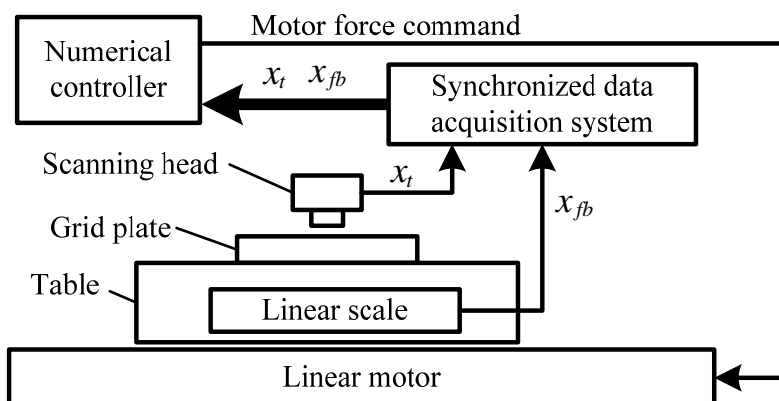 Motor force command
Numerical
controller
x_t x_fb
Synchronized data
acquisition system
Scanning head
x_t
x_fb
Grid plate
Table
Linear scale
Linear motor